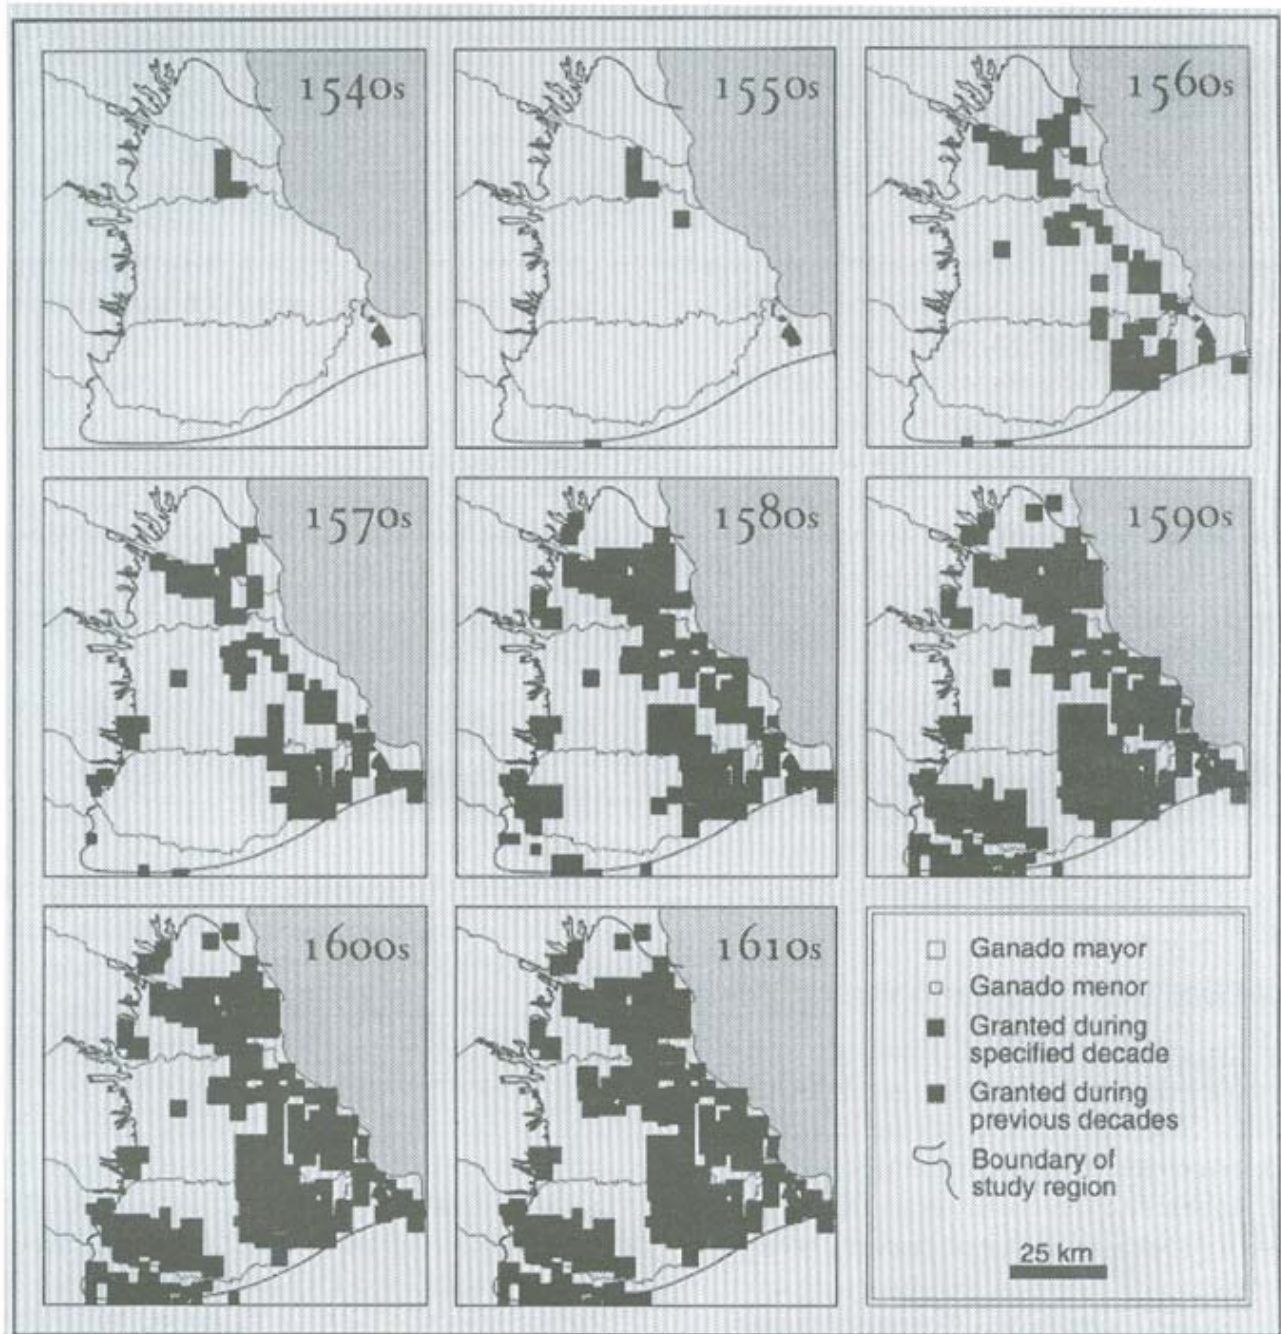 1540s
1550s
1560s
1570s
1580s
1590s
1600s
1610s
Ganado mayor
Ganado menor
Granted during
specified decade
Granted during
previous decades
Boundary of
study region
25 km